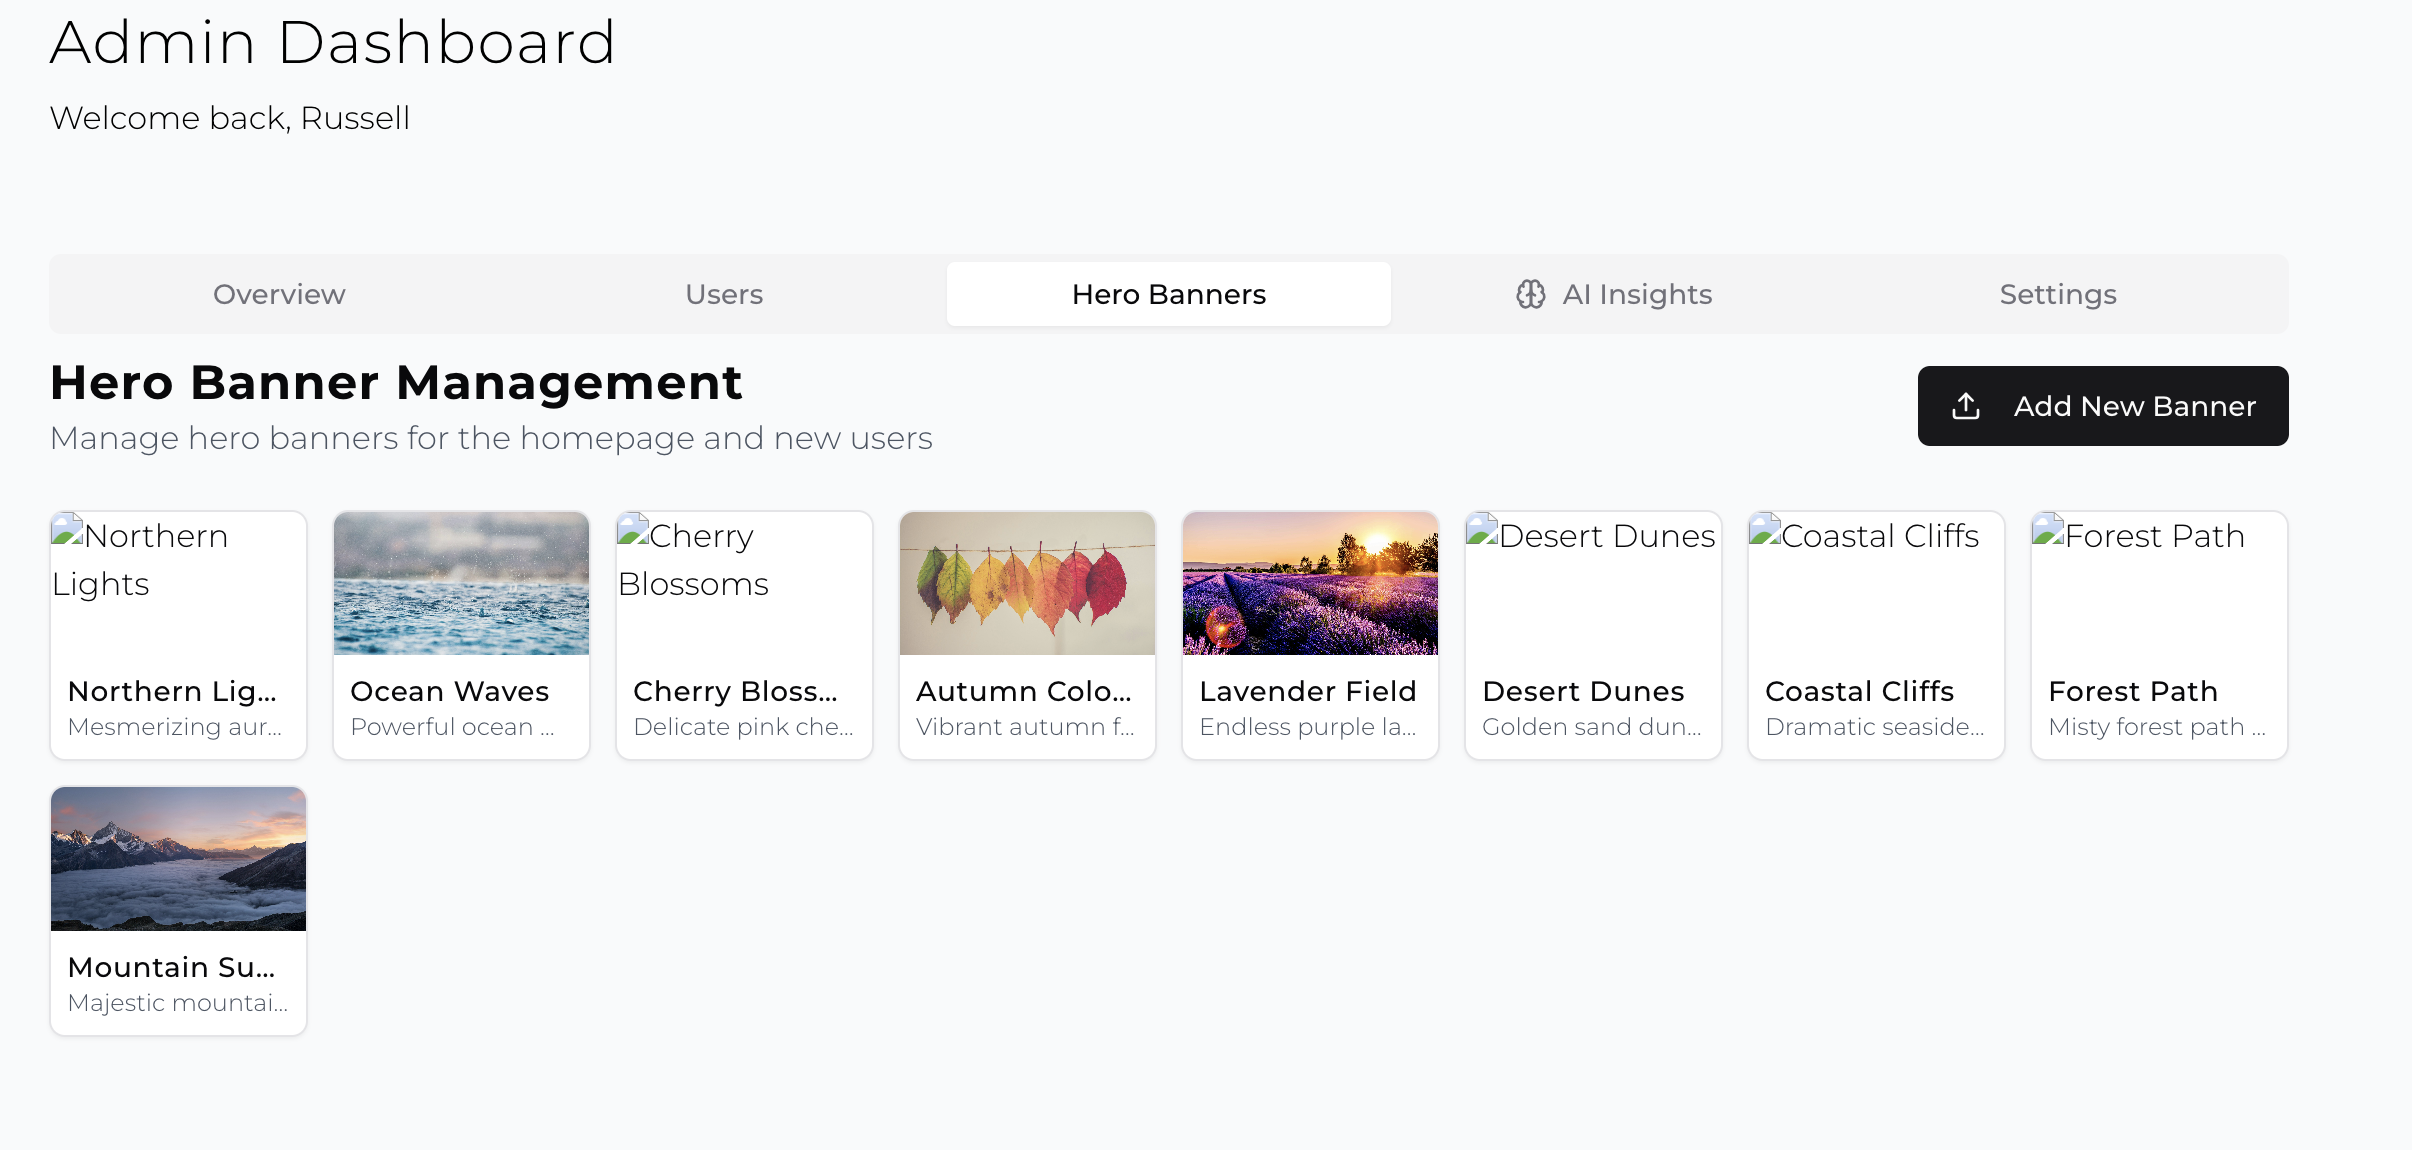 Admin Dashboard
Welcome back, Russell
Overview
Users
Hero Banners
AI Insights
Settings
Hero Banner Management
Manage hero banners for the homepage and new users
Add New Banner
Northern
Lights
Northern Lig...
Mesmerizing aur...
Ocean Waves
Powerful ocean ...
Cherry
Blossoms
Cherry Bloss...
Delicate pink che...
Autumn Colo...
Vibrant autumn f...
Lavender Field
Endless purple la...
Desert Dunes
Desert Dunes
Golden sand dun...
Coastal Cliffs
Coastal Cliffs
Dramatic seaside...
Forest Path
Forest Path
Misty forest path ...
Mountain Su...
Majestic mountai...